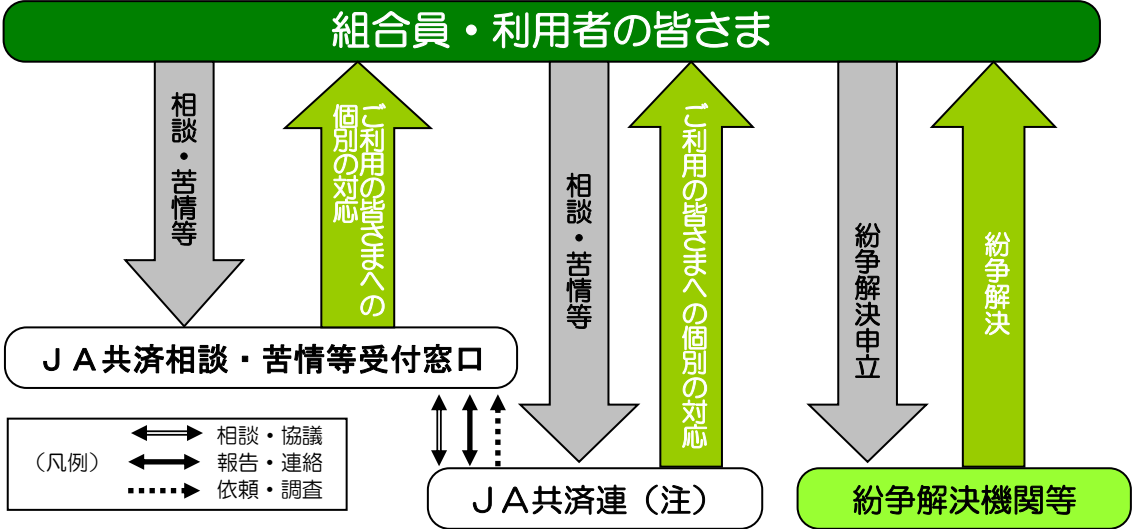 組合員・利用者の皆さま
相談・苦情等
ご利用の皆さまへの
個別の対応
相談・苦情等
ご利用の皆さまへの個別の対応
紛争解決申立
紛争解決
ＪＡ共済相談・苦情等受付窓口
（凡例）
相談・協議
報告・連絡
依頼・調査
ＪＡ共済連（注）
紛争解決機関等